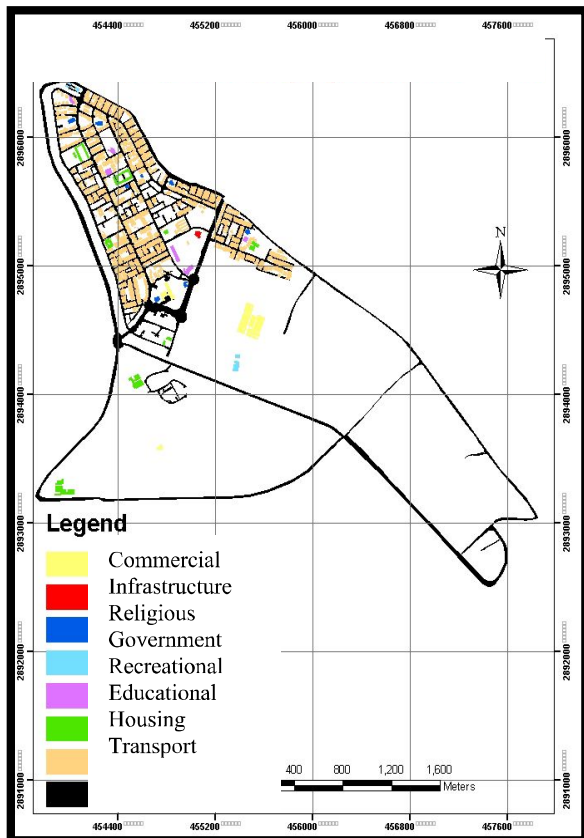 454400 455200 456000 456800 457600
N
2896000 2896000
2895000 2895000
2894000 2894000
2893000 2893000
2892000 2892000
2891000 2891000
Legend
Commercial
Infrastructure
Religious
Government
Recreational
Educational
Housing
Transport
400 800 1,200 1,600
Meters
454400 455200 456000 456800 457600